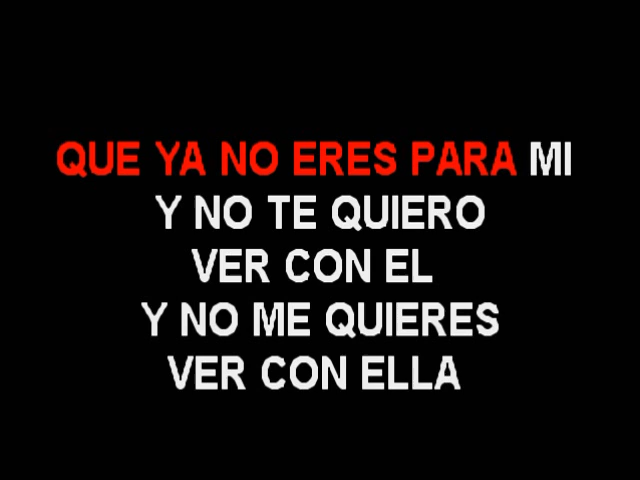 QUE YA NO ERES PARA MI
Y NO TE QUIERO
VER CON EL
Y NO ME QUIERES
VER CON ELLA